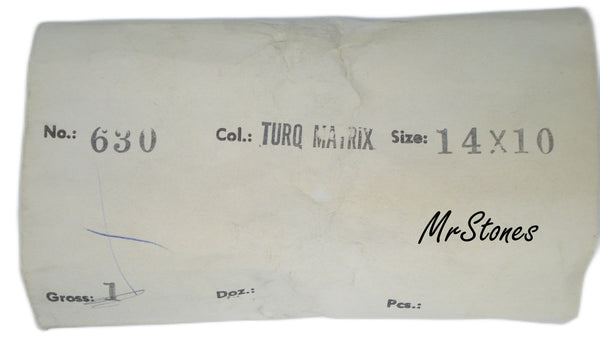 No.: 630 Col.: TURQ MATRIX Size: 14X10
MrStones
Gross: 1 Doz.: Pcs.: